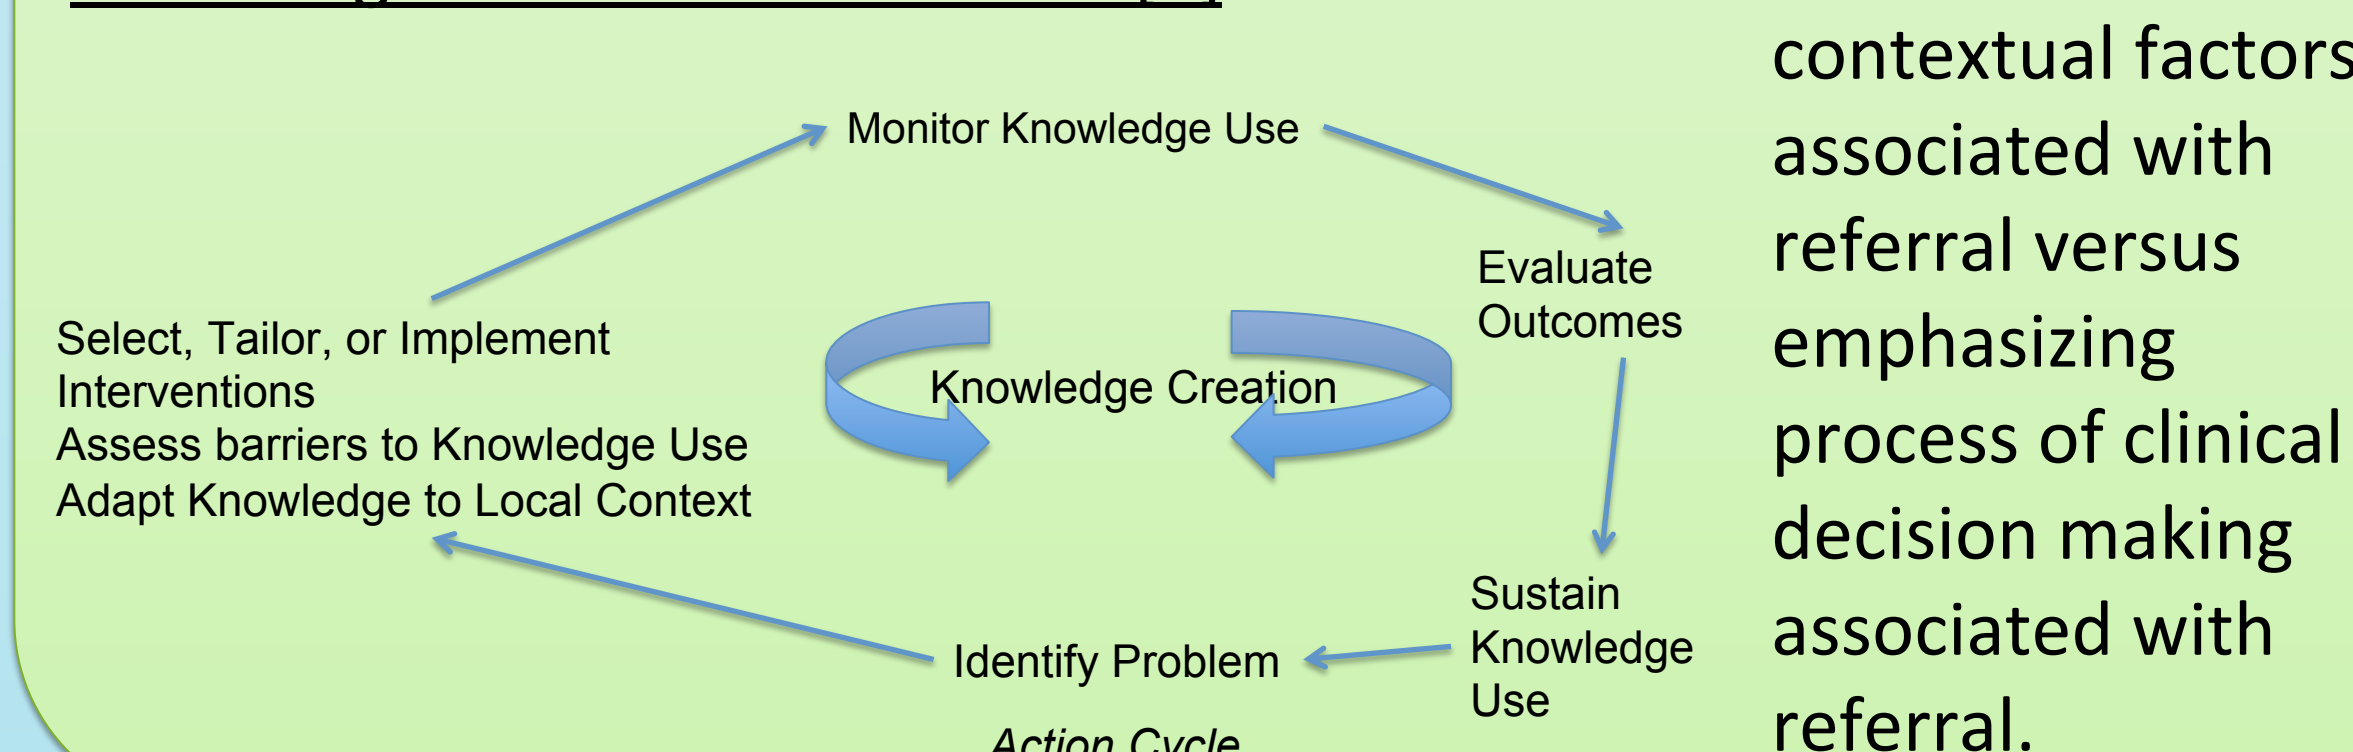 Monitor Knowledge Use
Evaluate
Outcomes
Select, Tailor, or Implement
Interventions
Assess barriers to Knowledge Use
Adapt Knowledge to Local Context
Knowledge Creation
Sustain
Knowledge
Use
Identify Problem
Action Cycle
contextual factors
associated with
referral versus
emphasizing
process of clinical
decision making
associated with
referral.